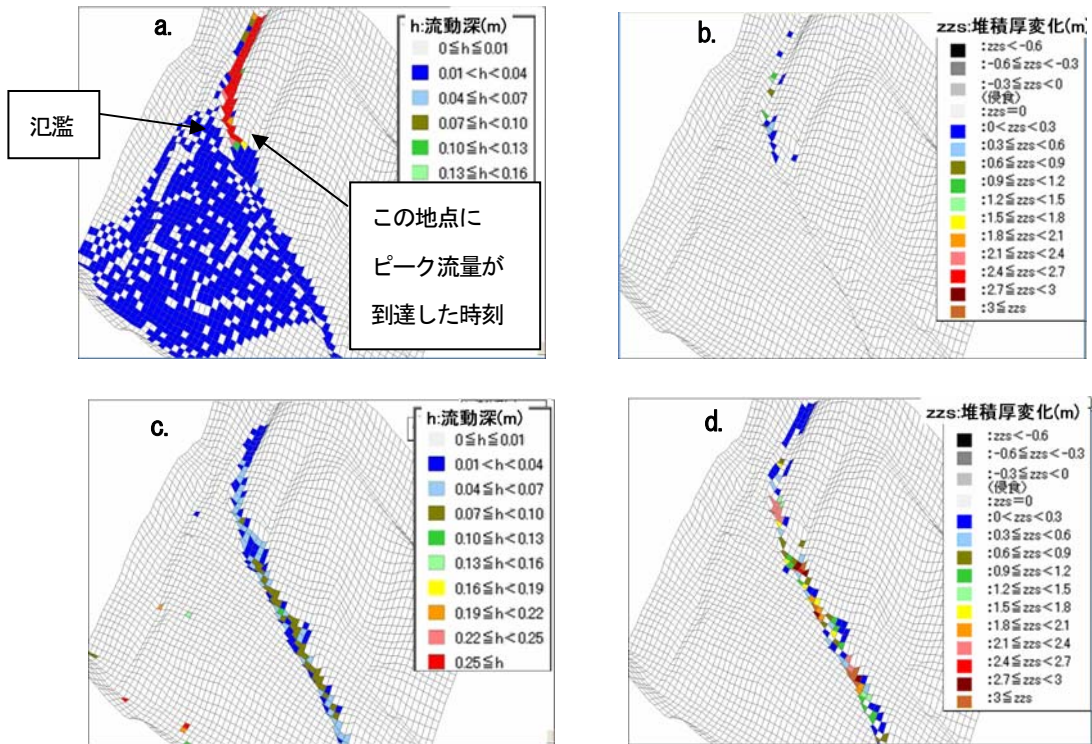 a.
h:流動深(m)
0≦h≦0.01
0.01<h<0.04
0.04≦h<0.07
0.07≦h<0.10
0.10≦h<0.13
0.13≦h<0.16
氾濫
この地点に
ピーク流量が
到達した時刻
b.
zzs:堆積厚変化(m)
:zzs<-0.6
:-0.6≦zzs<-0.3
:-0.3≦zzs<0
(侵食)
:zzs=0
:0<zzs<0.3
:0.3≦zzs<0.6
:0.6≦zzs<0.9
:0.9≦zzs<1.2
:1.2≦zzs<1.5
:1.5≦zzs<1.8
:1.8≦zzs<2.1
:2.1≦zzs<2.4
:2.4≦zzs<2.7
:2.7≦zzs<3
:3≦zzs
c.
h:流動深(m)
0≦h≦0.01
0.01<h<0.04
0.04≦h<0.07
0.07≦h<0.10
0.10≦h<0.13
0.13≦h<0.16
0.16≦h<0.19
0.19≦h<0.22
0.22≦h<0.25
0.25≦h
d.
zzs:堆積厚変化(m)
:zzs<-0.6
:-0.6≦zzs<-0.3
:-0.3≦zzs<0
(侵食)
:zzs=0
:0<zzs<0.3
:0.3≦zzs<0.6
:0.6≦zzs<0.9
:0.9≦zzs<1.2
:1.2≦zzs<1.5
:1.5≦zzs<1.8
:1.8≦zzs<2.1
:2.1≦zzs<2.4
:2.4≦zzs<2.7
:2.7≦zzs<3
:3≦zzs